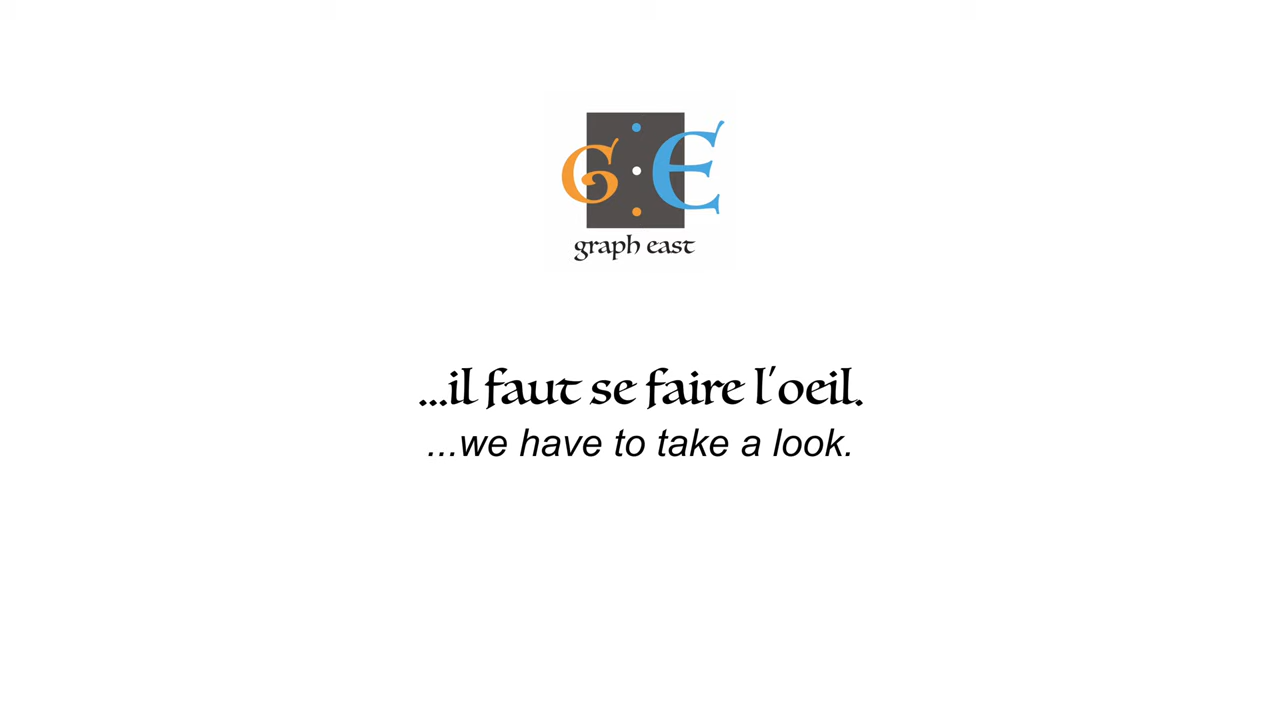 G E
graph east
...il faut se faire l'oeil.
...we have to take a look.